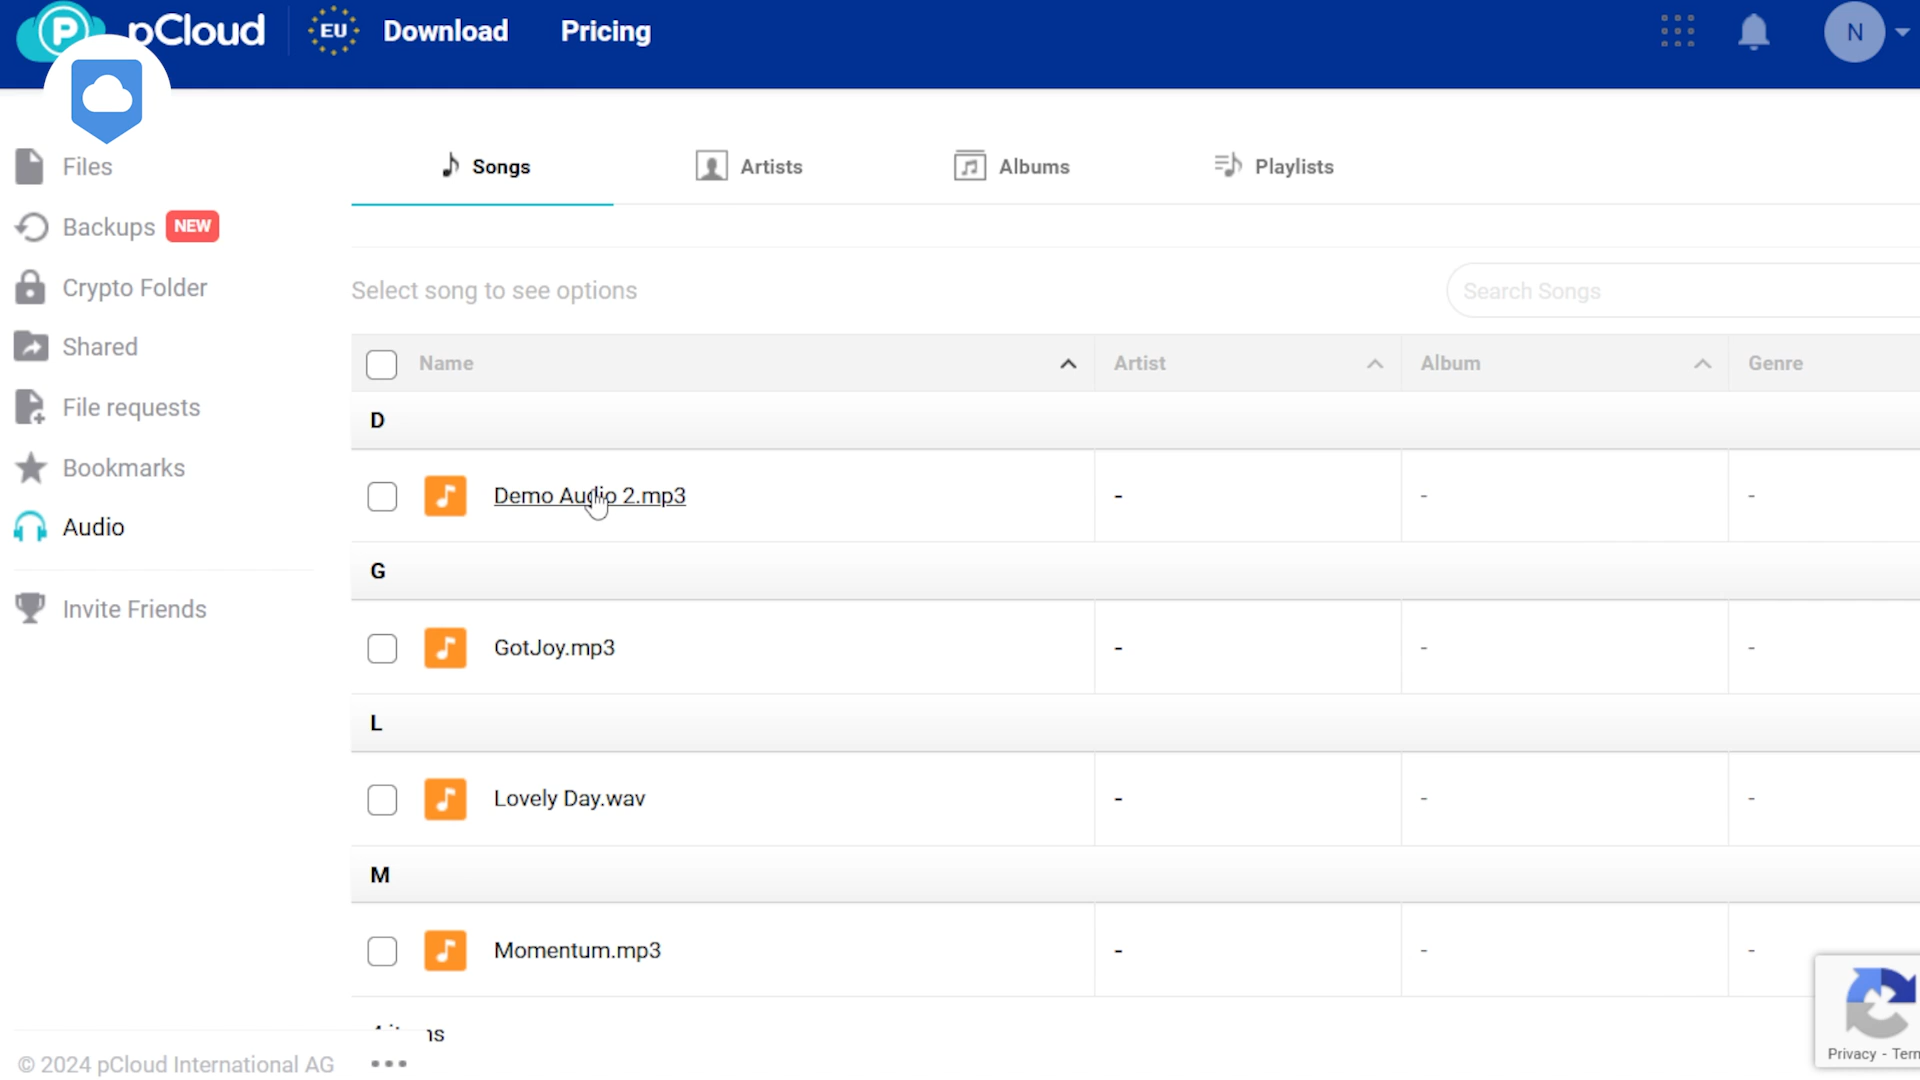 pCloud
EU
Download
Pricing
N
Files
Backups NEW
Crypto Folder
Shared
File requests
Bookmarks
Audio
Invite Friends
© 2024 pCloud International AG
Songs
Artists
Albums
Playlists
Select song to see options
Search Songs
Name
Artist
Album
Genre
D
Demo Audio 2.mp3
-
-
-
G
GotJoy.mp3
-
-
-
L
Lovely Day.wav
-
-
-
M
Momentum.mp3
-
-
-
Privacy -